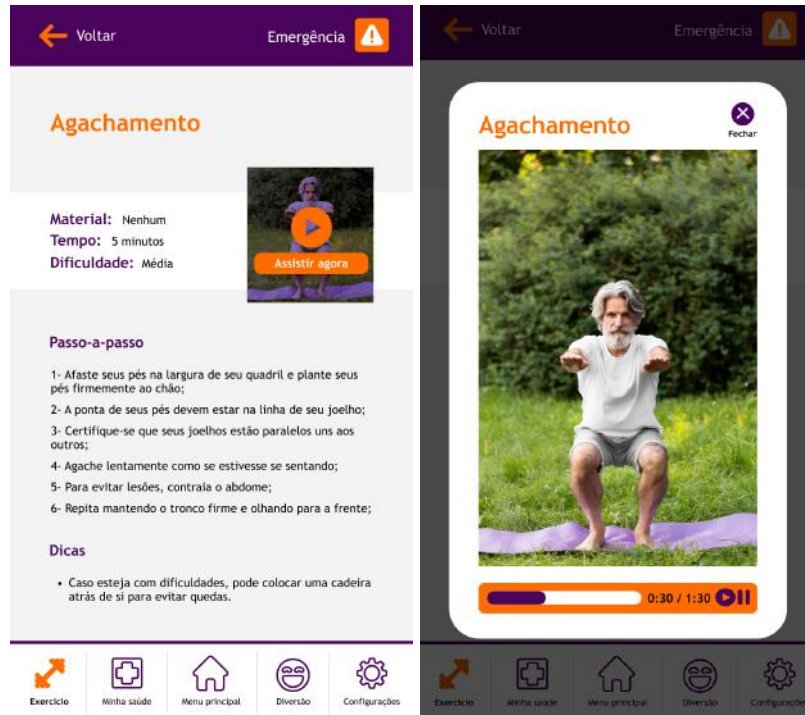 Voltar
Emergência
Agachamento
Material: Nenhum
Tempo: 5 minutos
Dificuldade: Média
Assistir agora
Passo-a-passo
1- Afaste seus pés na largura de seu quadril e plante seus
pés firmemente ao chão;
2- A ponta de seus pés devem estar na linha de seu joelho;
3- Certifique-se que seus joelhos estão paralelos uns aos
outros;
4- Agache lentamente como se estivesse se sentando;
5- Para evitar lesões, contraia o abdome;
6- Repita mantendo o tronco firme e olhando para a frente;
Dicas
• Caso esteja com dificuldades, pode colocar uma cadeira
atrás de si para evitar quedas.
Exercício
Minha saúde
Menu principal
Diversão
Configurações
Voltar
Emergência
Agachamento
Fechar
0:30 / 1:30
Exercício
Minha saúde
Menu principal
Diversão
Configurações